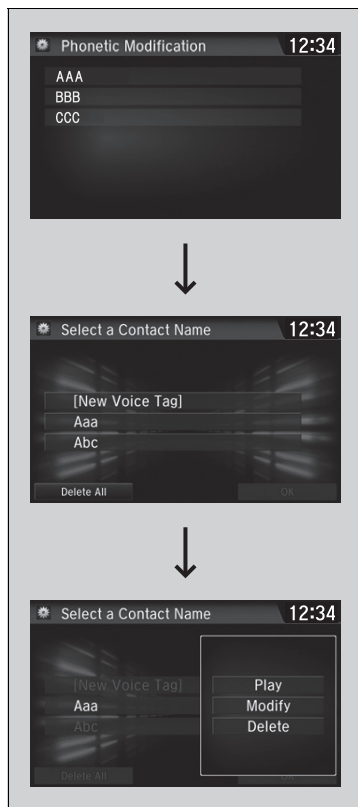 Phonetic Modification 12:34
AAA
BBB
CCC
Select a Contact Name 12:34
[New Voice Tag]
Aaa
Abc
Delete All OK
Select a Contact Name 12:34
[New Voice Tag] Play
Aaa Modify
Abc Delete
Delete All OK